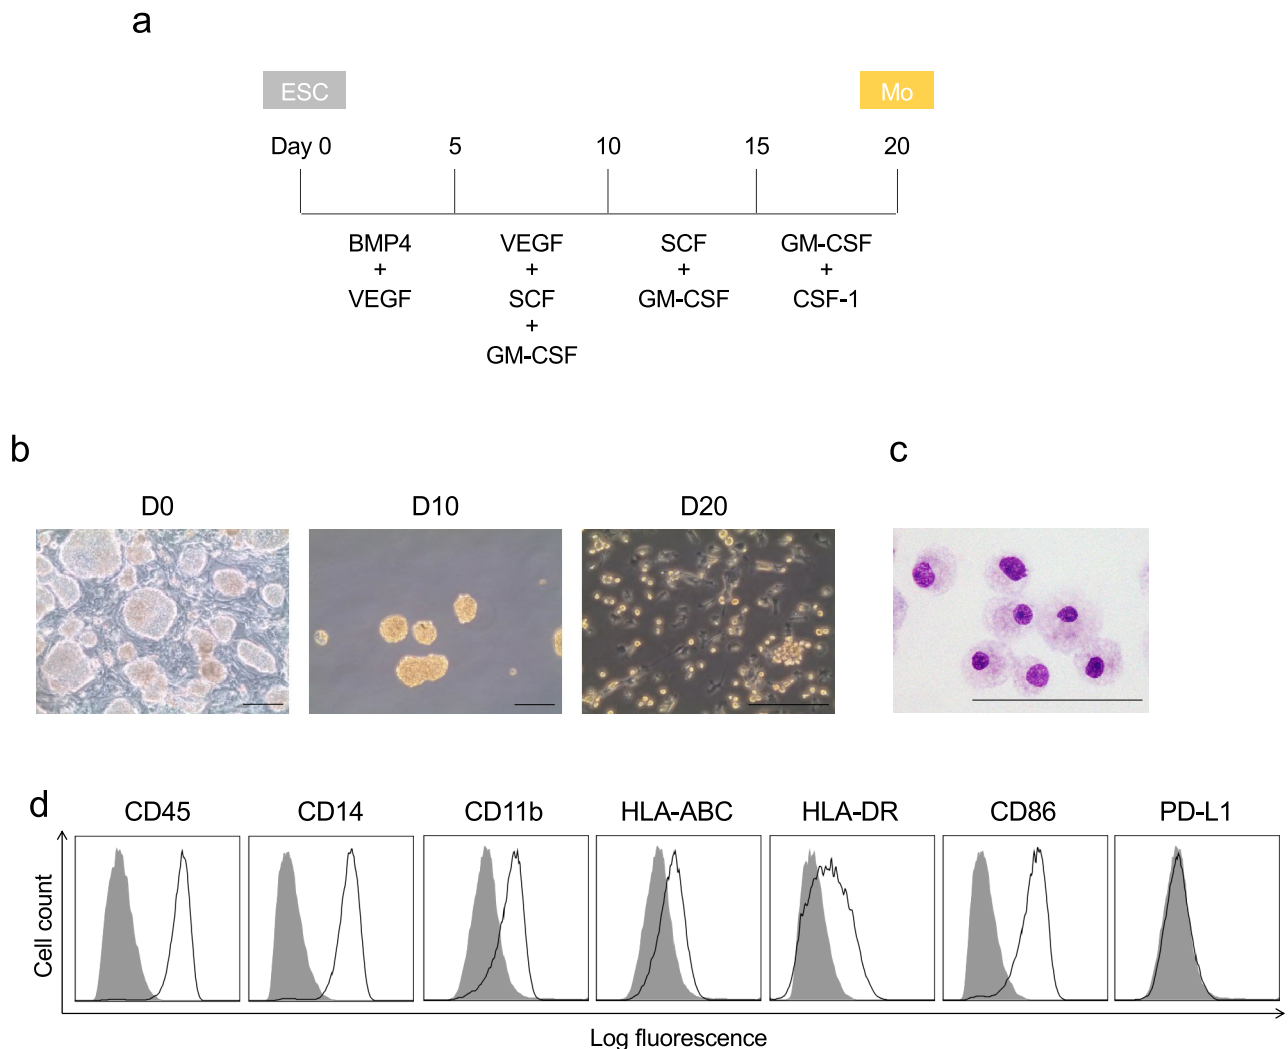 a
ESC
Mo
Day 0
5
10
15
20
BMP4
+
VEGF
VEGF
+
SCF
+
GM-CSF
SCF
+
GM-CSF
GM-CSF
+
CSF-1
b
D0
D10
D20
c
d
CD45
CD14
CD11b
HLA-ABC
HLA-DR
CD86
PD-L1
Cell count
Log fluorescence